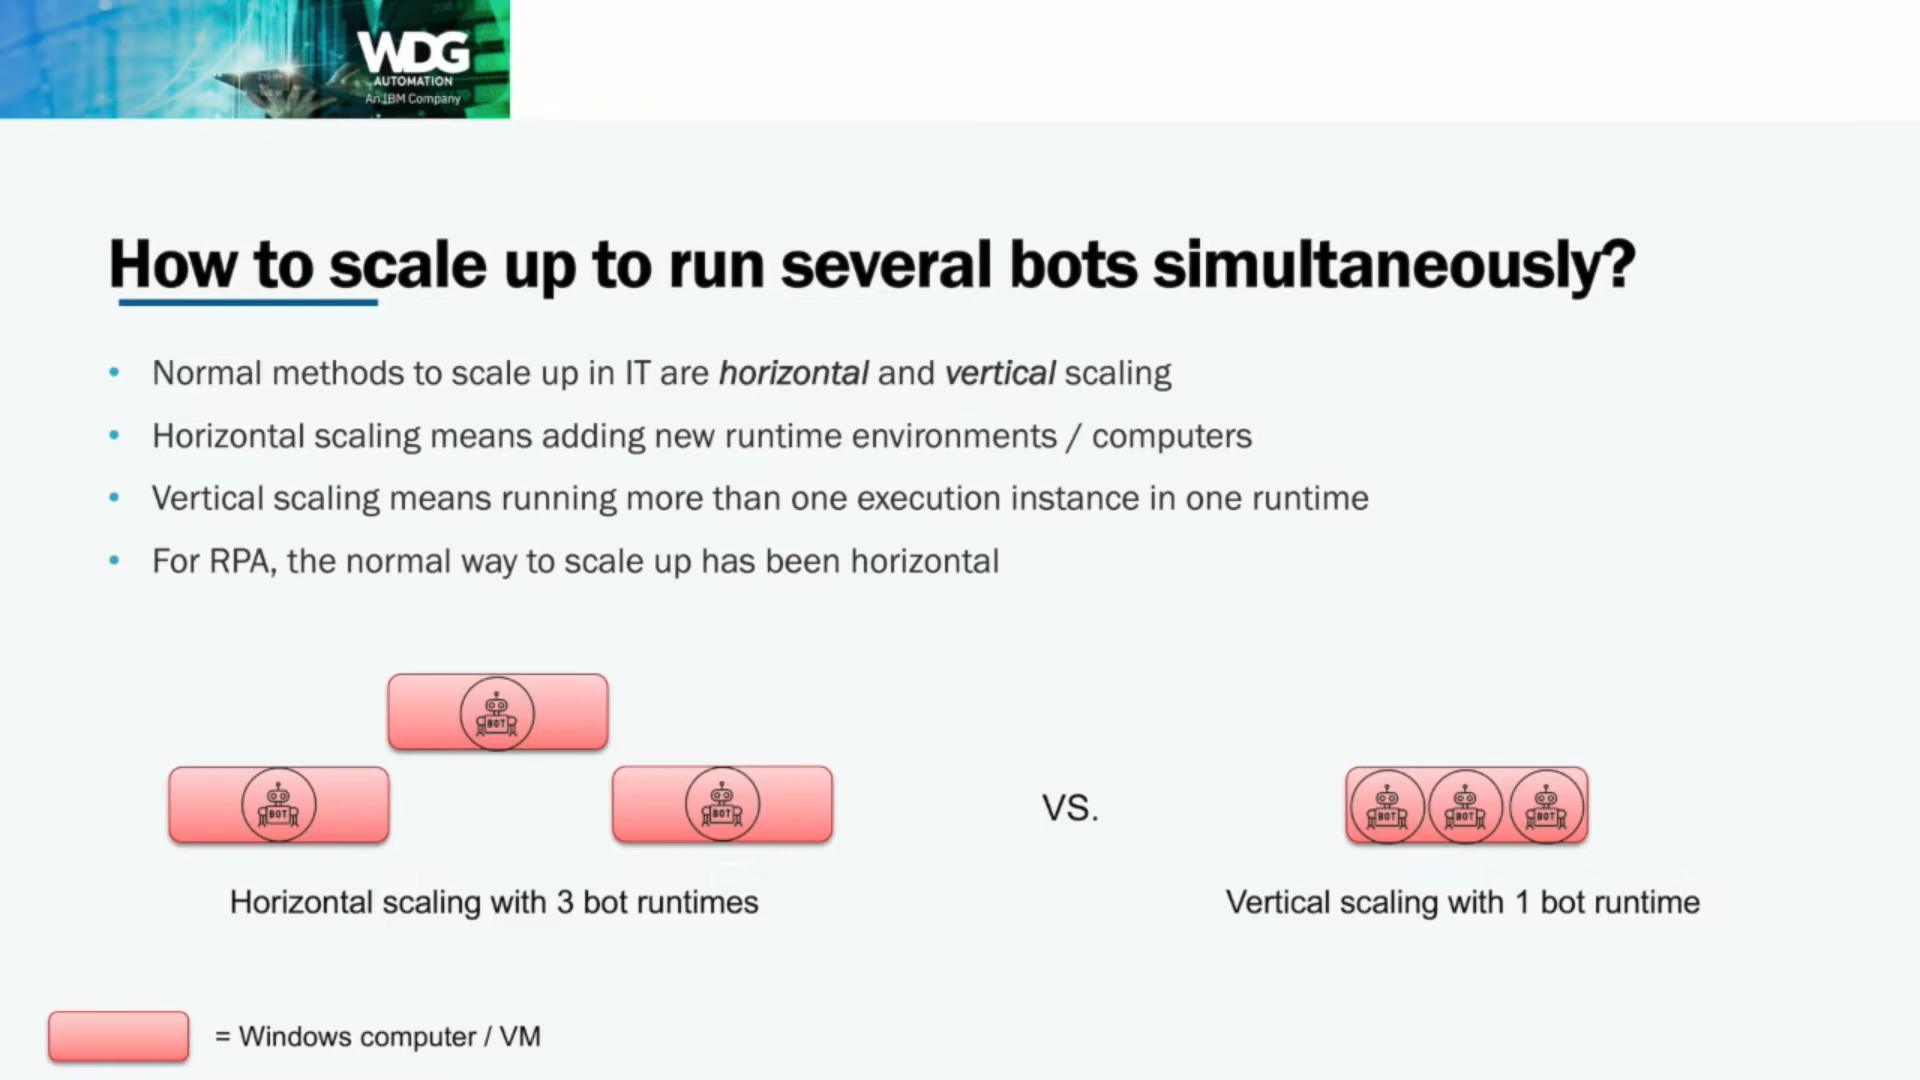 WDG
AUTOMATION
An IBM Company
How to scale up to run several bots simultaneously?
• Normal methods to scale up in IT are horizontal and vertical scaling
• Horizontal scaling means adding new runtime environments / computers
• Vertical scaling means running more than one execution instance in one runtime
• For RPA, the normal way to scale up has been horizontal
BOT
BOT
BOT
VS.
BOT BOT BOT
Horizontal scaling with 3 bot runtimes
Vertical scaling with 1 bot runtime
= Windows computer / VM